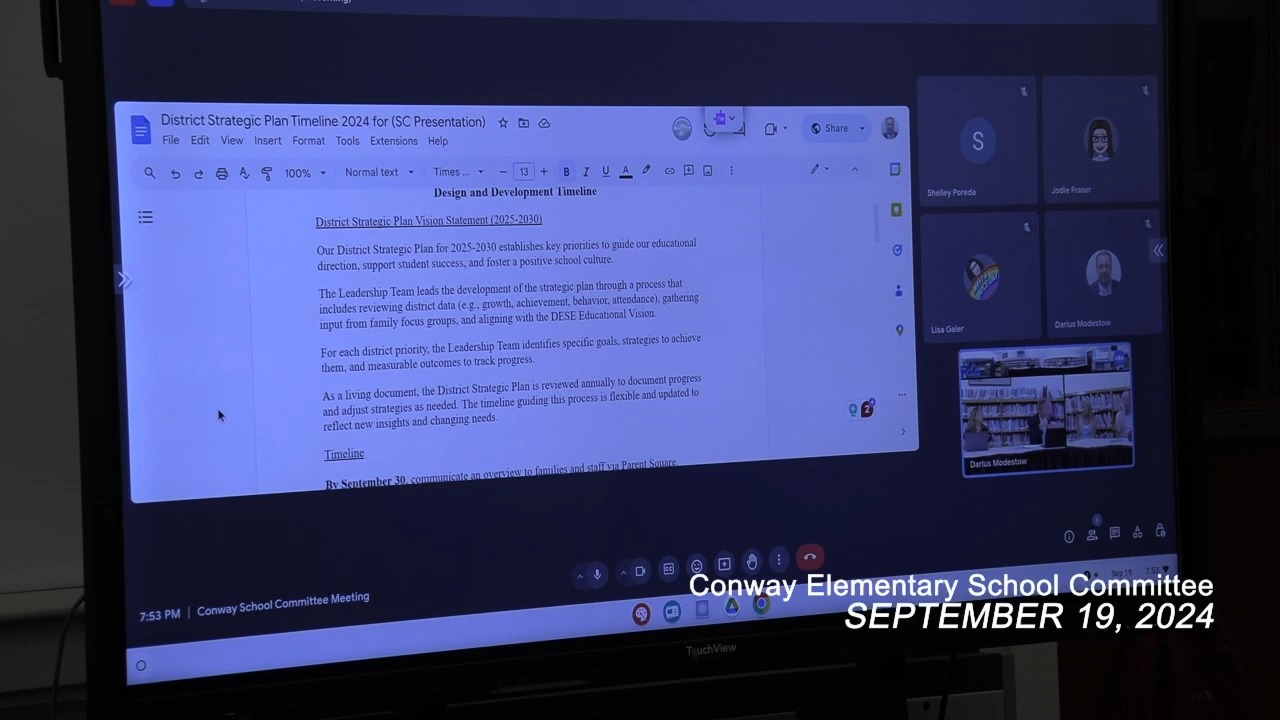 District Strategic Plan Timeline 2024 for (SC Presentation)
File Edit View Insert Format Tools Extensions Help
Share
100% Normal text Times ... 13 B I U A
Design and Development Timeline
District Strategic Plan Vision Statement (2025-2030)
Our District Strategic Plan for 2025-2030 establishes key priorities to guide our educational
direction, support student success, and foster a positive school culture.
The Leadership Team leads the development of the strategic plan through a process that
includes reviewing district data (e.g., growth, achievement, behavior, attendance), gathering
input from family focus groups, and aligning with the DESE Educational Vision.
For each district priority, the Leadership Team identifies specific goals, strategies to achieve
them, and measurable outcomes to track progress.
As a living document, the District Strategic Plan is reviewed annually to document progress
and adjust strategies as needed. The timeline guiding this process is flexible and updated to
reflect new insights and changing needs.
Timeline
By September 30, communicate an overview to families and staff via Parent Square.
2
S
Shelley Poreda
Jodie Fraser
Lisa Galer
Darius Modestow
Darius Modestow
7:53 PM | Conway School Committee Meeting
Sep 19 7:53
TouchView
Conway Elementary School Committee
SEPTEMBER 19, 2024